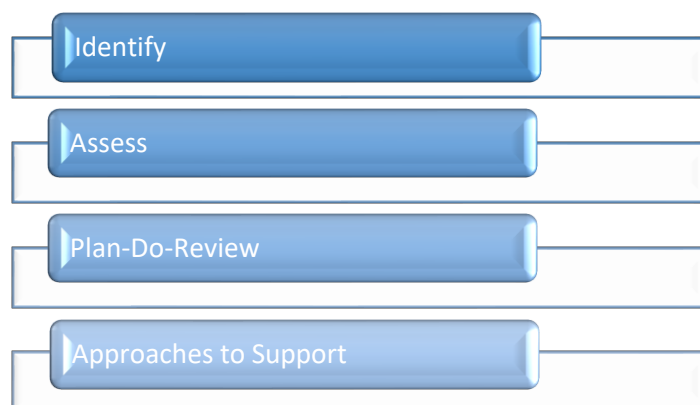 Identify
Assess
Plan-Do-Review
Approaches to Support